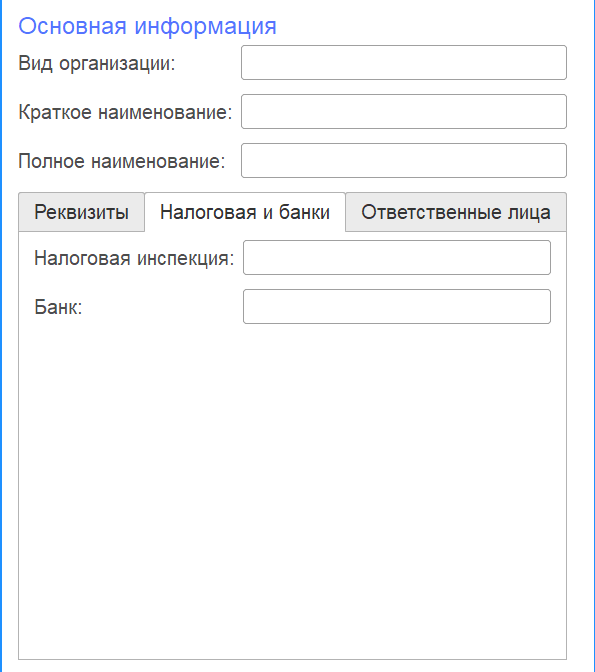 Основная информация
Вид организации:
Краткое наименование:
Полное наименование:
Реквизиты Налоговая и банки Ответственные лица
Налоговая инспекция:
Банк: